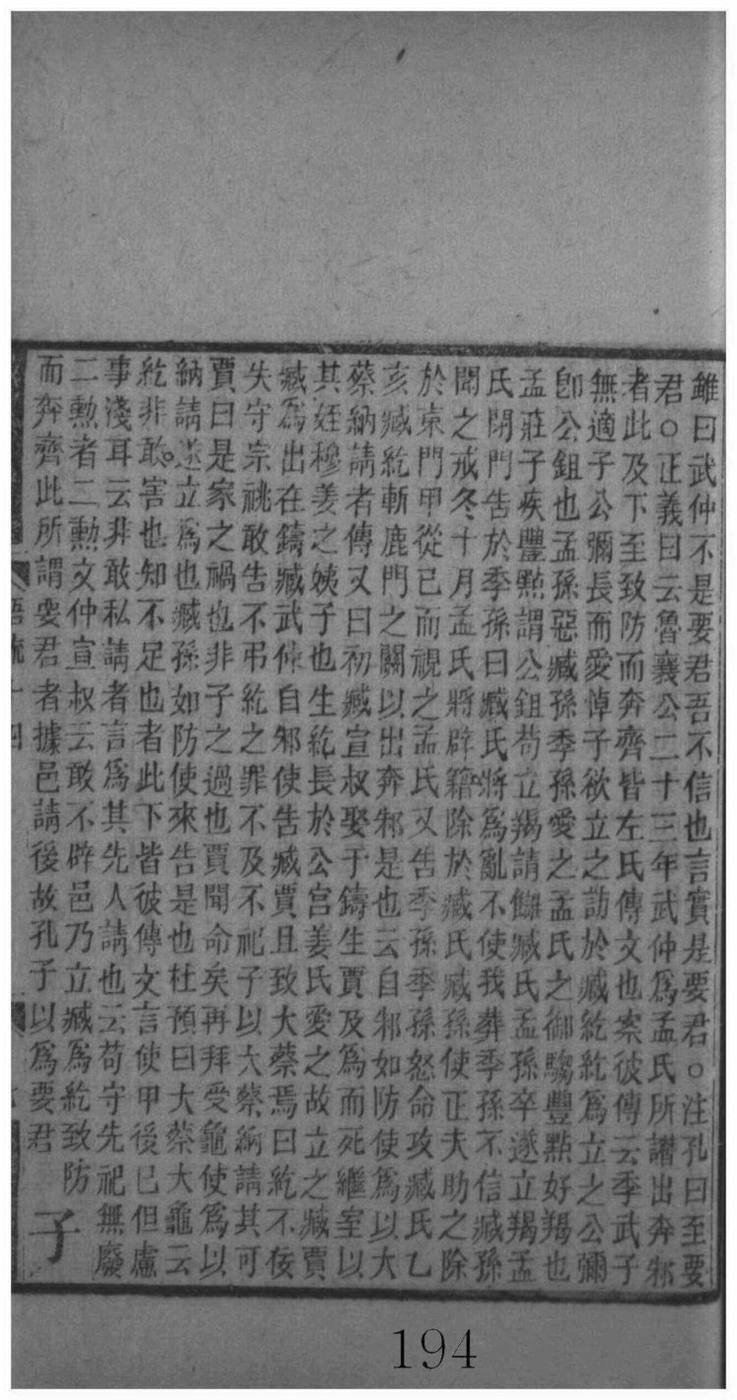 雖曰武仲不是要君吾不信也言實是要君○注孔曰至要
君○正義曰云魯襄公二十三年武仲爲孟氏所譖出奔邾
者此及下至致防而奔齊皆左氏傳文也案彼傳云季武子
無適子公彌長而愛悼子欲立之訪於臧紇紇爲立之公彌
卽公鉏也孟孫惡臧孫季孫愛之孟氏之御騶豐點好羯也
孟莊子疾豐點謂公鉏苟立羯請讎臧氏孟孫卒遂立羯孟
氏閉門告於季孫曰臧氏將爲亂不使我葬季孫不信臧孫
聞之戒冬十月孟氏將辟籍除於臧氏臧孫使正夫助之除
於東門甲從已而視之孟氏又告季孫季孫怒命攻臧氏乙
亥臧紇斬鹿門之關以出奔邾是也云自邾如防使爲以大
蔡納請者傳又曰初臧宣叔娶于鑄生賈及爲而死繼室以
其姪穆姜之姨子也生紇長於公宮姜氏愛之故立之臧賈
臧爲出在鑄臧武仲自邾使告臧賈且致大蔡焉曰紇不佞
失守宗祧敢告不弔紇之罪不及不祀子以大蔡納請其可
賈曰是家之禍也非子之過也賈聞命矣再拜受龜使爲以
納請遂立爲也臧孫如防使來告是也杜預曰大蔡大龜云
紇非敢害也知不足也者此下皆彼傳文言使甲後已但慮
事淺耳云非敢私請者言爲其先人請也云苟守先祀無廢
二勲者二勲文仲宣叔云敢不辟邑乃立臧爲紇致防
而奔齊此所謂要君者據邑請後故孔子以爲要君 子
194